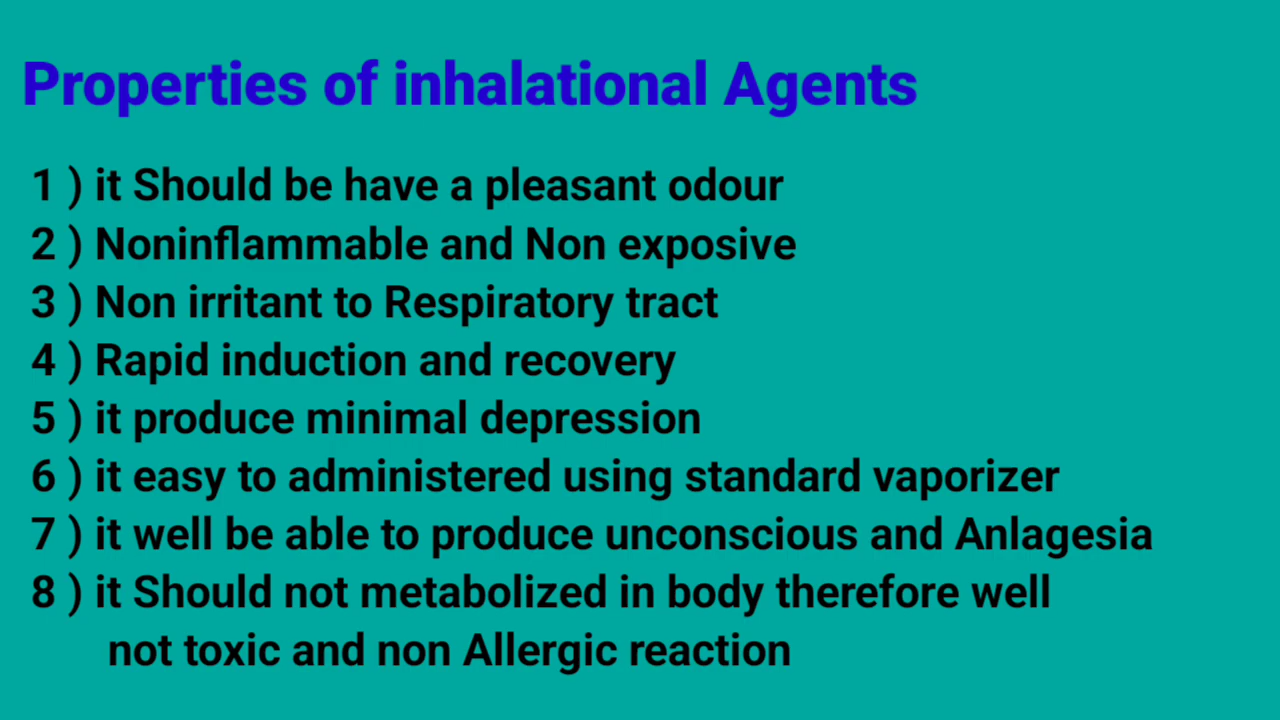 Properties of inhalational Agents
1 ) it Should be have a pleasant odour
2 ) Noninflammable and Non exposive
3 ) Non irritant to Respiratory tract
4 ) Rapid induction and recovery
5 ) it produce minimal depression
6 ) it easy to administered using standard vaporizer
7 ) it well be able to produce unconscious and Anlagesia
8 ) it Should not metabolized in body therefore well
not toxic and non Allergic reaction